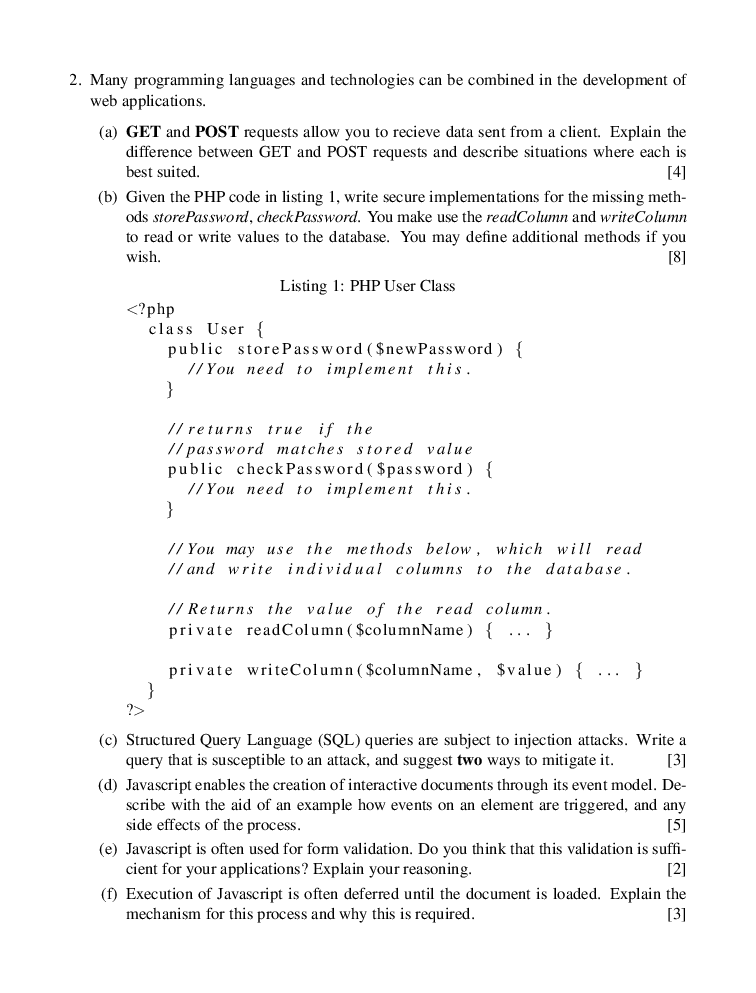 2. Many programming languages and technologies can be combined in the development of
web applications.
(a) GET and POST requests allow you to recieve data sent from a client. Explain the
difference between GET and POST requests and describe situations where each is
best suited. [4]
(b) Given the PHP code in listing 1, write secure implementations for the missing meth-
ods storePassword, checkPassword. You make use the readColumn and writeColumn
to read or write values to the database. You may define additional methods if you
wish. [8]
Listing 1: PHP User Class
<?php
class User {
public storePassword($newPassword) {
//You need to implement this.
}
//returns true if the
//password matches stored value
public checkPassword($password) {
//You need to implement this.
}
//You may use the methods below, which will read
//and write individual columns to the database.
//Returns the value of the read column.
private readColumn($columnName) { ... }
private writeColumn($columnName, $value) { ... }
}
?>
(c) Structured Query Language (SQL) queries are subject to injection attacks. Write a
query that is susceptible to an attack, and suggest two ways to mitigate it. [3]
(d) Javascript enables the creation of interactive documents through its event model. De-
scribe with the aid of an example how events on an element are triggered, and any
side effects of the process. [5]
(e) Javascript is often used for form validation. Do you think that this validation is suffi-
cient for your applications? Explain your reasoning. [2]
(f) Execution of Javascript is often deferred until the document is loaded. Explain the
mechanism for this process and why this is required. [3]